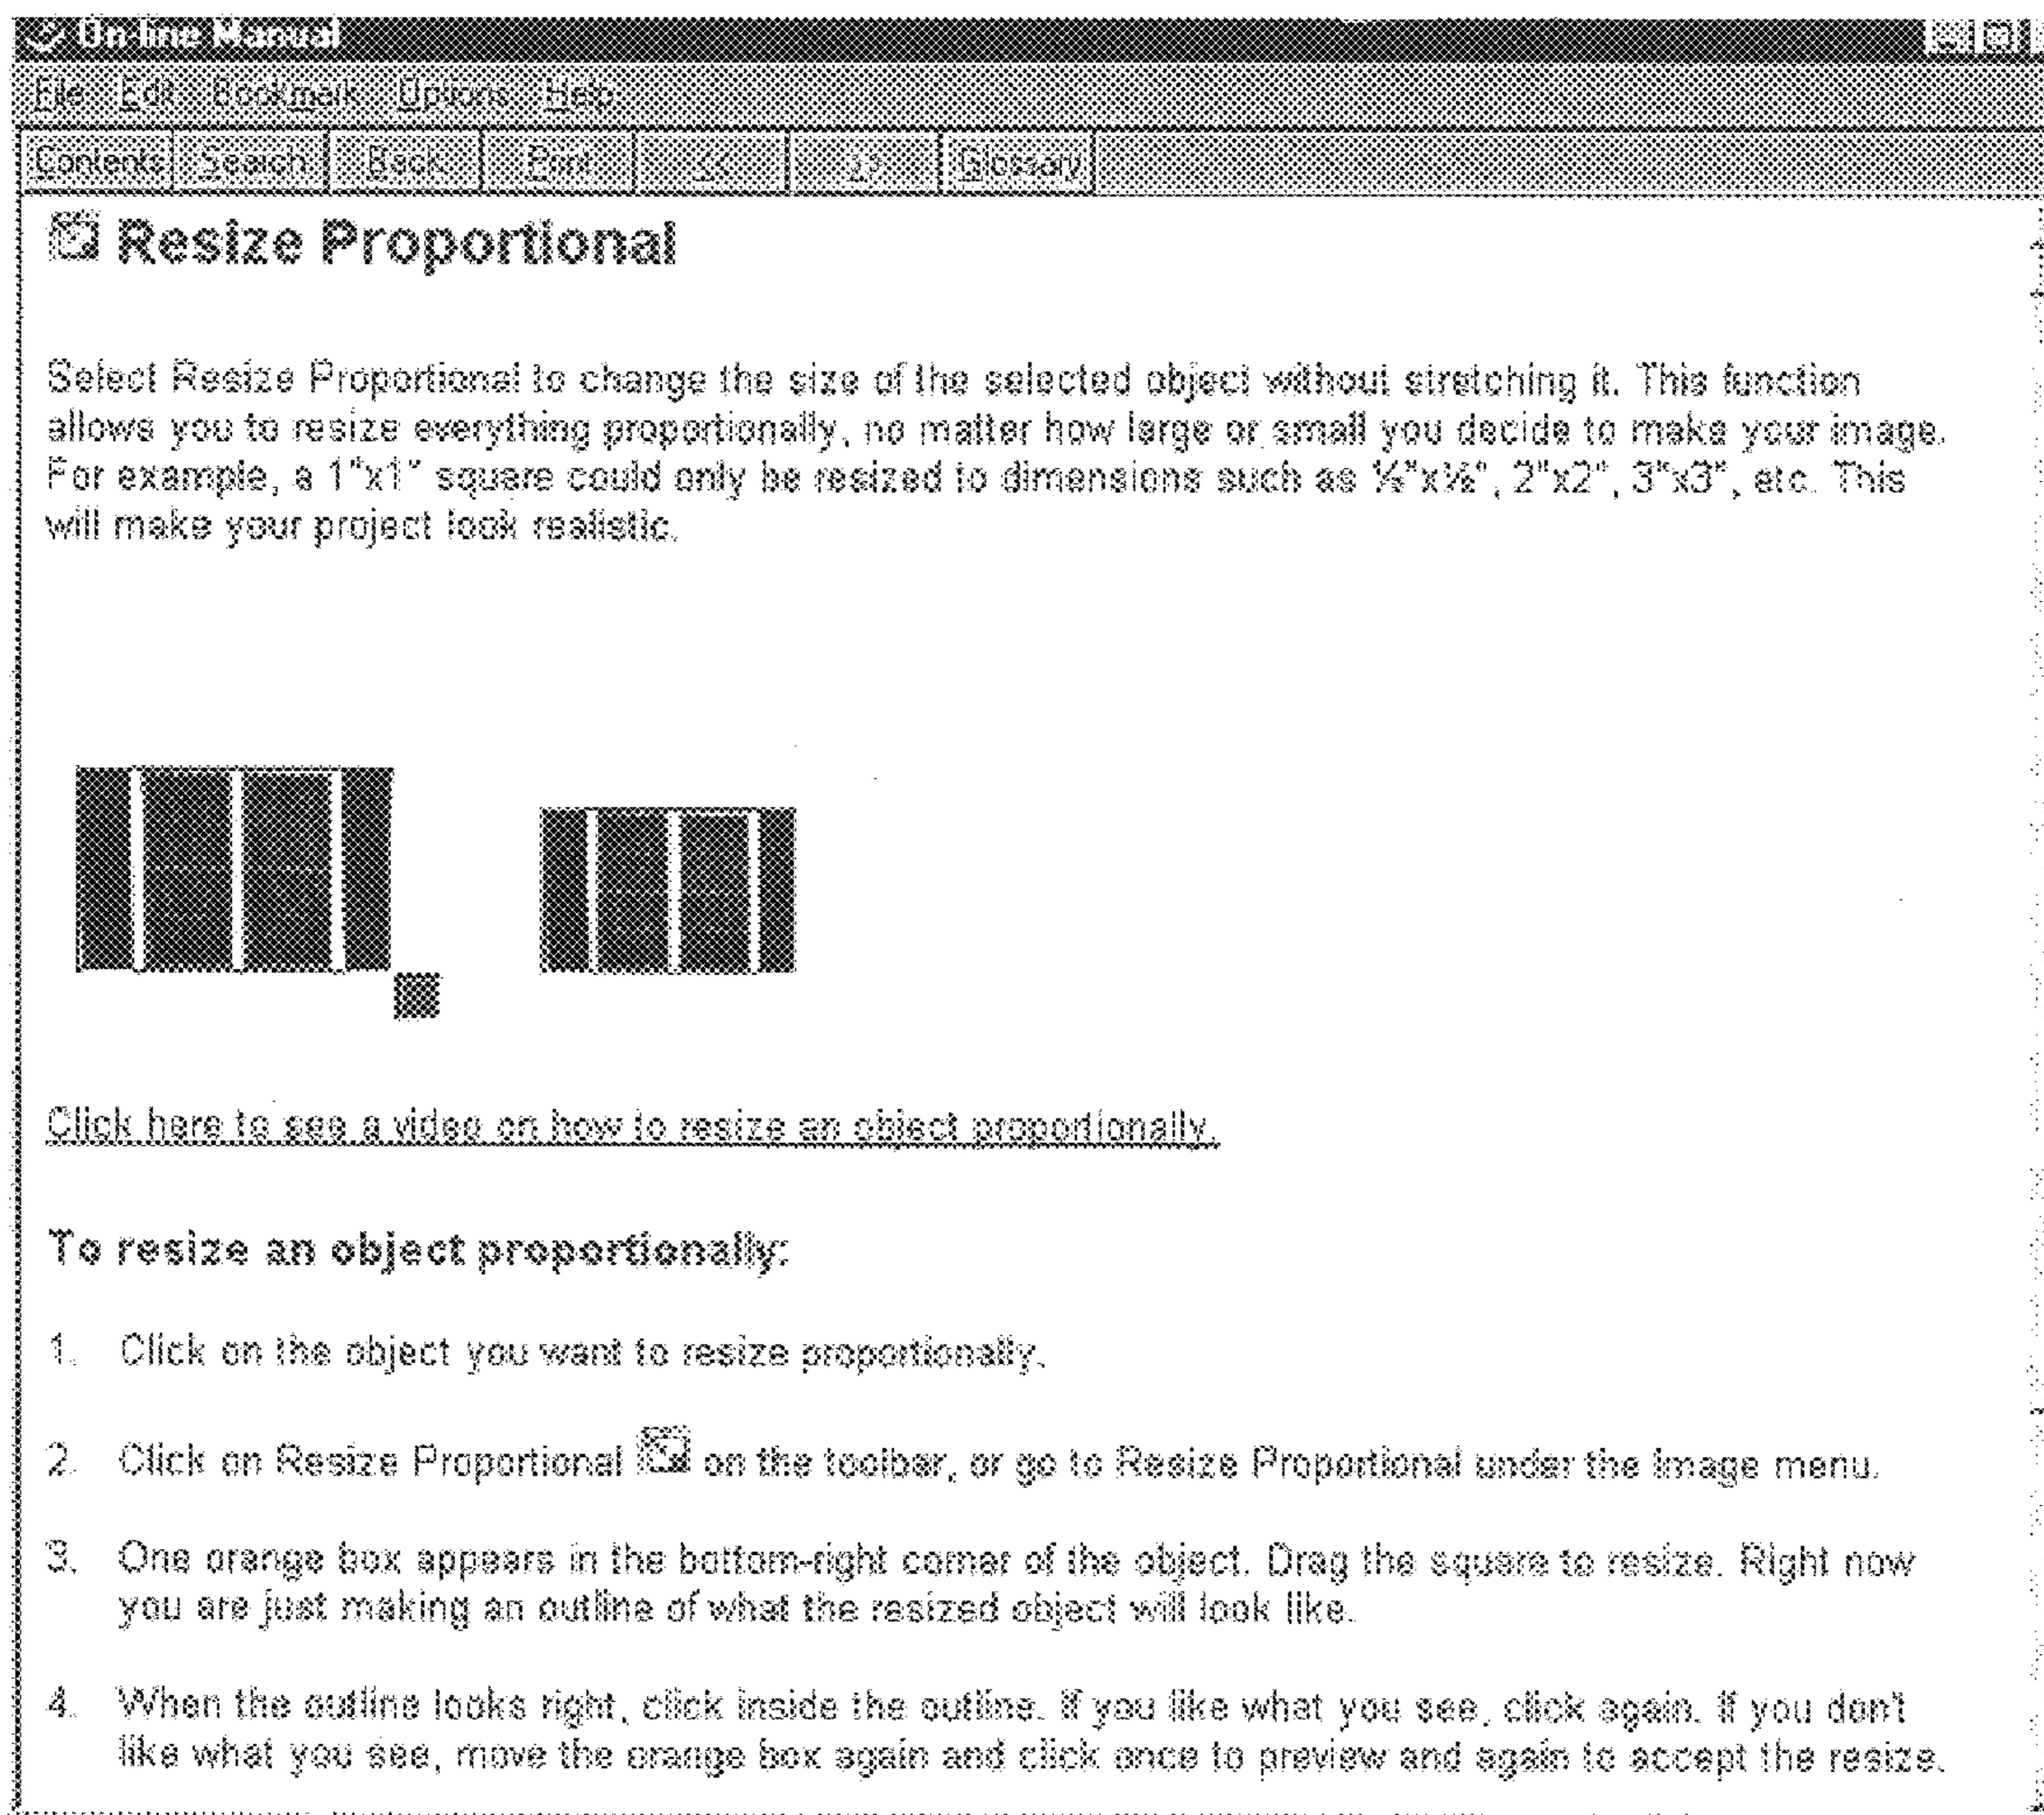 On-line Manual
File Edit Bookmark Options Help
Contents Search Back Print << >> Glossary
Resize Proportional
Select Resize Proportional to change the size of the selected object without stretching it. This function
allows you to resize everything proportionally, no matter how large or small you decide to make your image.
For example, a 1"x1" square could only be resized to dimensions such as ½"x½", 2"x2", 3"x3", etc. This
will make your project look realistic.
Click here to see a video on how to resize an object proportionally.
To resize an object proportionally:
1. Click on the object you want to resize proportionally.
2. Click on Resize Proportional on the toolbar, or go to Resize Proportional under the Image menu.
3. One orange box appears in the bottom-right corner of the object. Drag the square to resize. Right now
you are just making an outline of what the resized object will look like.
4. When the outline looks right, click inside the outline. If you like what you see, click again. If you don't
like what you see, move the orange box again and click once to preview and again to accept the resize.